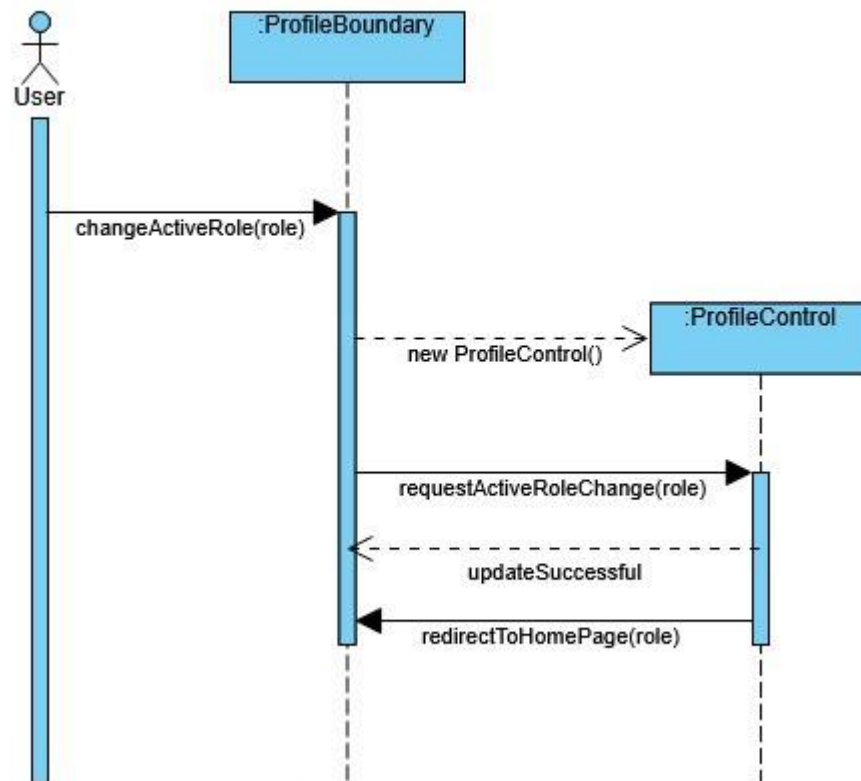 :ProfileBoundary
User
changeActiveRole(role)
:ProfileControl
new ProfileControl()
requestActiveRoleChange(role)
updateSuccessful
redirectToHomePage(role)